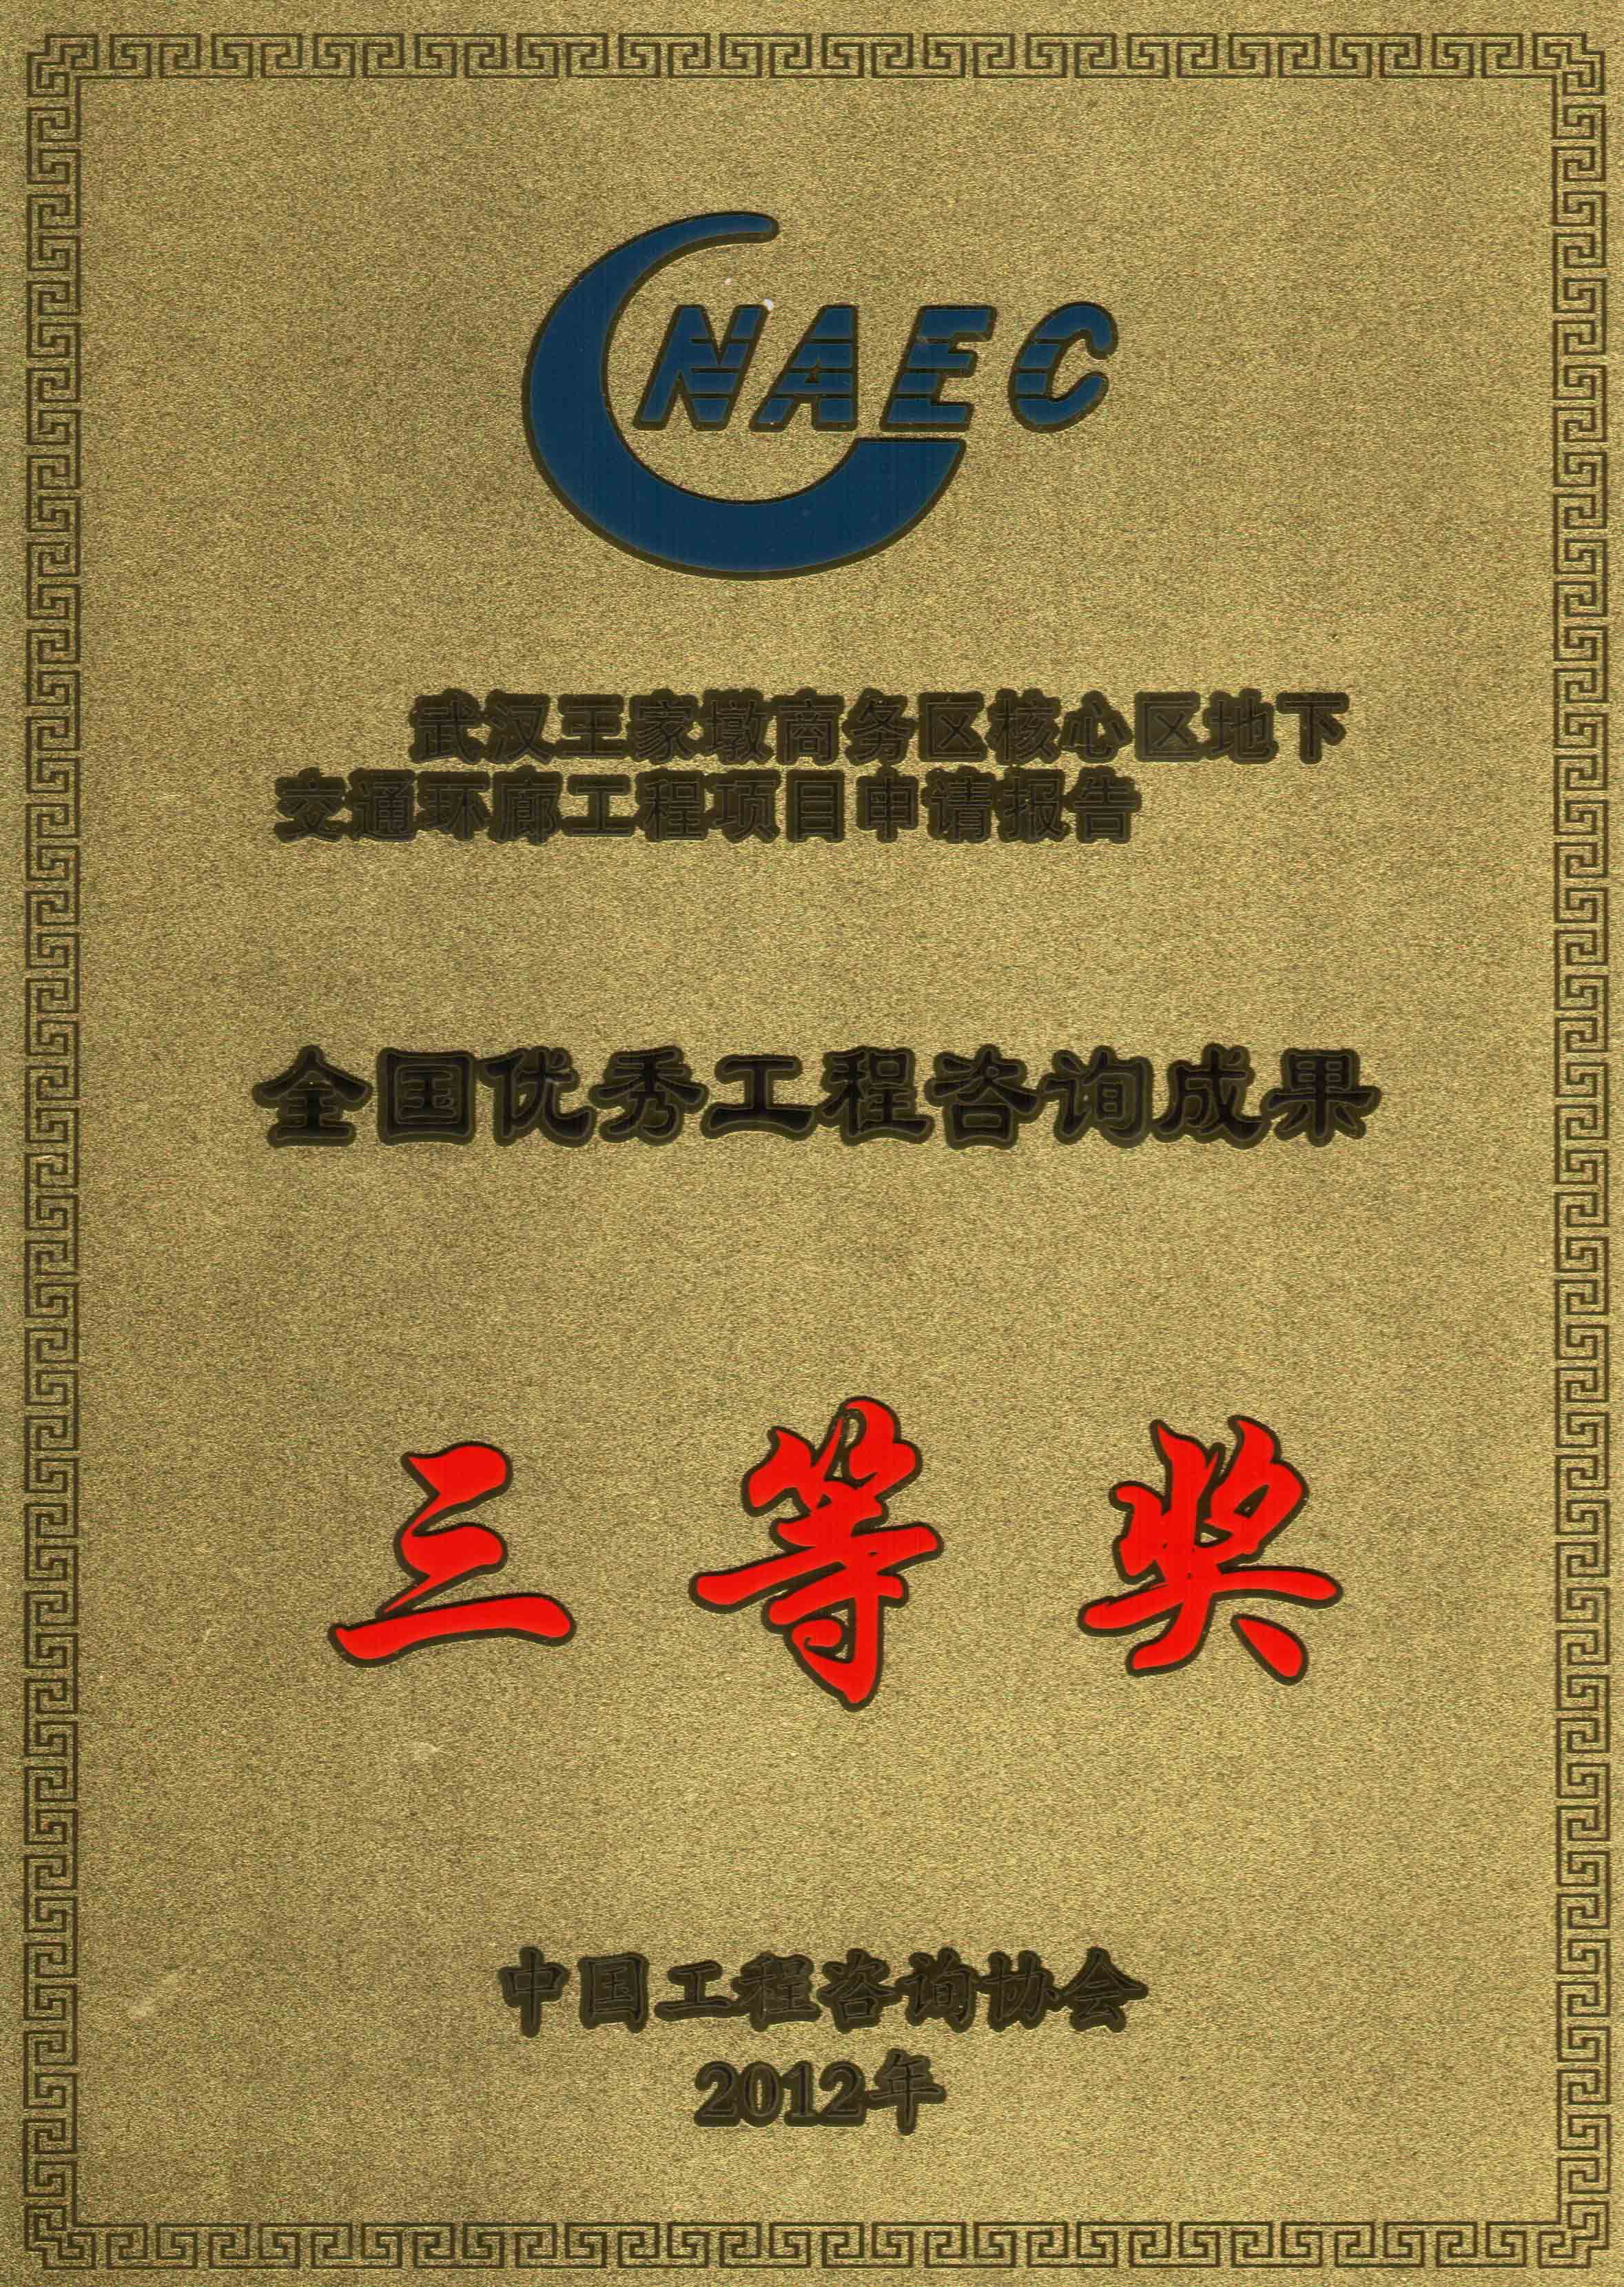 CNAEC
武汉王家墩商务区核心区地下
交通环廊工程项目申请报告
全国优秀工程咨询成果
三等奖
中国工程咨询协会
2012年